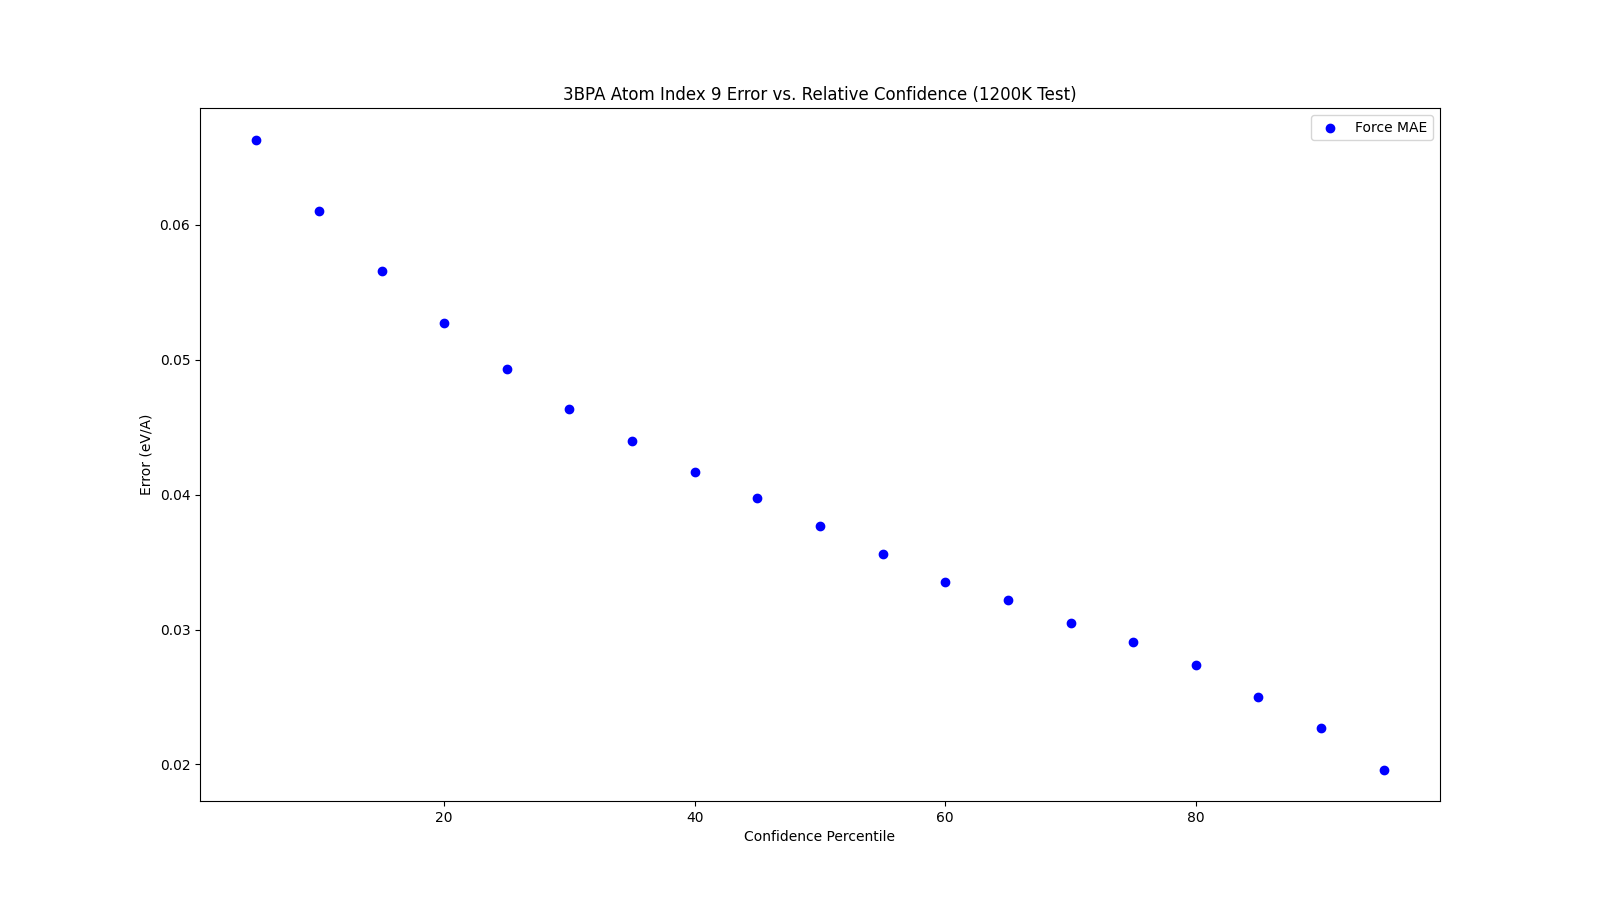 3BPA Atom Index 9 Error vs. Relative Confidence (1200K Test)
Force MAE
0.06
0.05
0.04
0.03
0.02
Error (eV/A)
20 40 60 80
Confidence Percentile